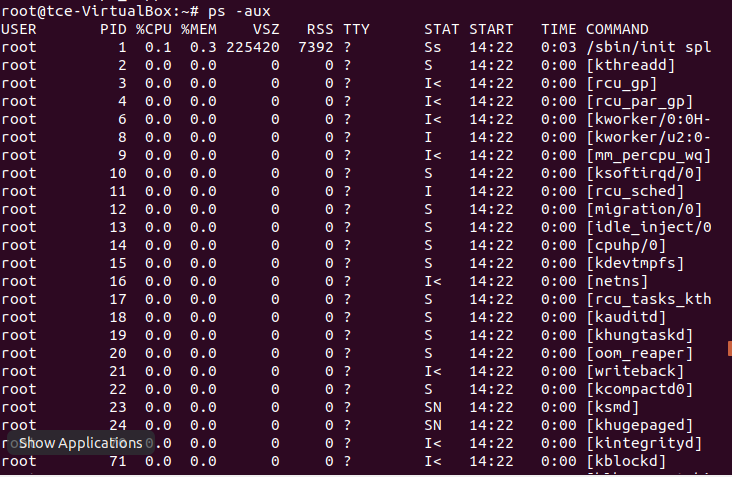 root@tce-VirtualBox:~# ps -aux
USER       PID %CPU %MEM    VSZ   RSS TTY      STAT START   TIME COMMAND
root         1  0.1  0.3 225420  7392 ?        Ss   14:22   0:03 /sbin/init spl
root         2  0.0  0.0      0     0 ?        S    14:22   0:00 [kthreadd]
root         3  0.0  0.0      0     0 ?        I<   14:22   0:00 [rcu_gp]
root         4  0.0  0.0      0     0 ?        I<   14:22   0:00 [rcu_par_gp]
root         6  0.0  0.0      0     0 ?        I<   14:22   0:00 [kworker/0:0H-
root         8  0.0  0.0      0     0 ?        I    14:22   0:00 [kworker/u2:0-
root         9  0.0  0.0      0     0 ?        I<   14:22   0:00 [mm_percpu_wq]
root        10  0.0  0.0      0     0 ?        S    14:22   0:00 [ksoftirqd/0]
root        11  0.0  0.0      0     0 ?        I    14:22   0:00 [rcu_sched]
root        12  0.0  0.0      0     0 ?        S    14:22   0:00 [migration/0]
root        13  0.0  0.0      0     0 ?        S    14:22   0:00 [idle_inject/0
root        14  0.0  0.0      0     0 ?        S    14:22   0:00 [cpuhp/0]
root        15  0.0  0.0      0     0 ?        S    14:22   0:00 [kdevtmpfs]
root        16  0.0  0.0      0     0 ?        I<   14:22   0:00 [netns]
root        17  0.0  0.0      0     0 ?        S    14:22   0:00 [rcu_tasks_kth
root        18  0.0  0.0      0     0 ?        S    14:22   0:00 [kauditd]
root        19  0.0  0.0      0     0 ?        S    14:22   0:00 [khungtaskd]
root        20  0.0  0.0      0     0 ?        S    14:22   0:00 [oom_reaper]
root        21  0.0  0.0      0     0 ?        I<   14:22   0:00 [writeback]
root        22  0.0  0.0      0     0 ?        S    14:22   0:00 [kcompactd0]
root        23  0.0  0.0      0     0 ?        SN   14:22   0:00 [ksmd]
root        24  0.0  0.0      0     0 ?        SN   14:22   0:00 [khugepaged]
Show Applications 0.0      0     0 ?        I<   14:22   0:00 [kintegrityd]
root        71  0.0  0.0      0     0 ?        I<   14:22   0:00 [kblockd]